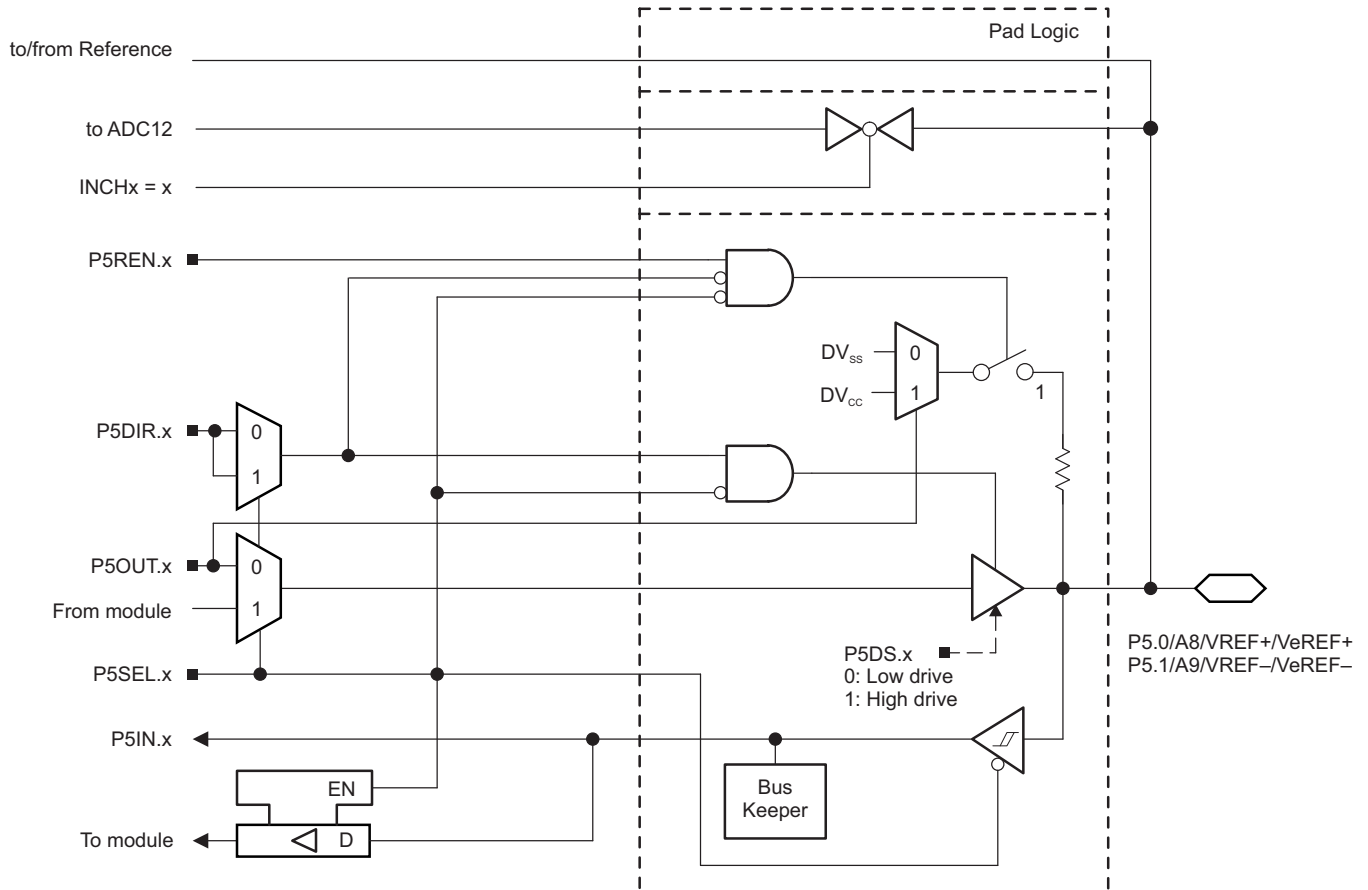 Pad Logic
to/from Reference
to ADC12
INCHx = x
P5REN.x
DVSS
0
DVCC
1
1
P5DIR.x
0
1
P5OUT.x
0
From module
1
P5SEL.x
P5DS.x
0: Low drive
1: High drive
P5.0/A8/VREF+/VeREF+
P5.1/A9/VREF–/VeREF–
P5IN.x
EN
Bus
Keeper
To module
D